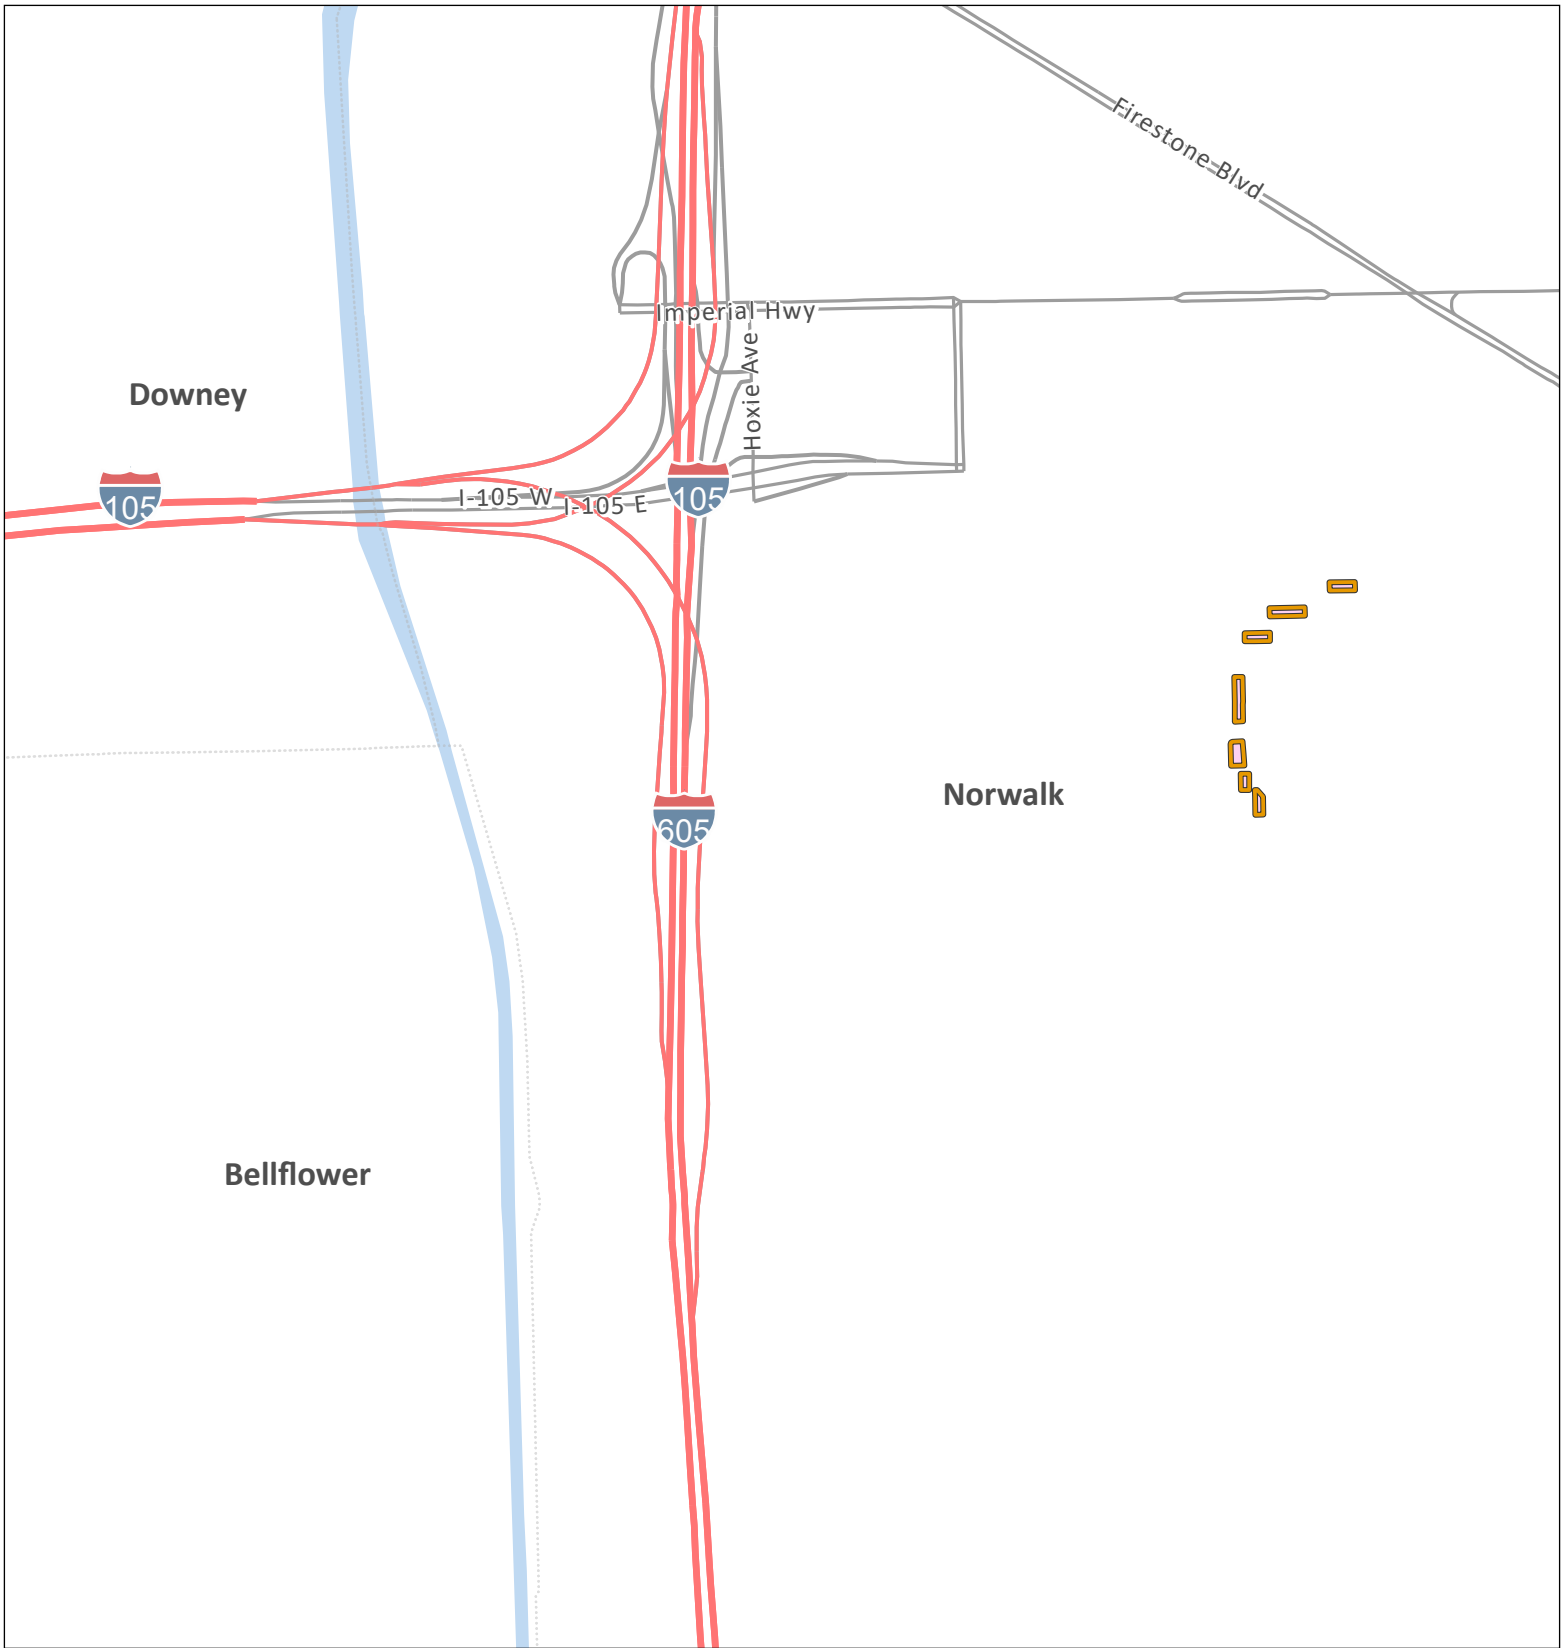 Firestone Blvd
Imperial Hwy
Hoxie Ave
Downey
105
I-105 W
I-105 E
105
Norwalk
605
Bellflower